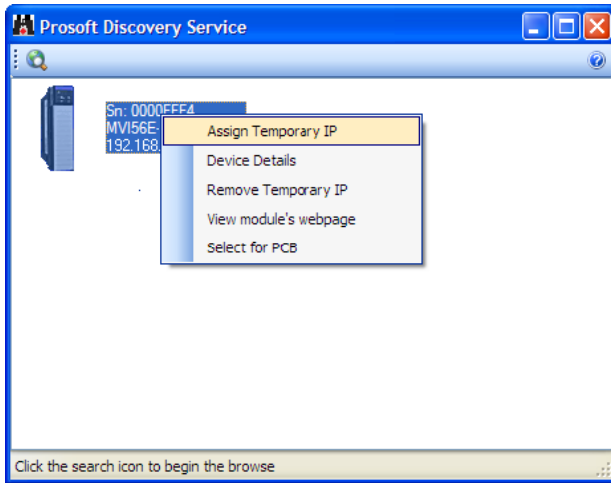 Prosoft Discovery Service
Sn: 0000FFF4
MVI56E-
192.168.
Assign Temporary IP
Device Details
Remove Temporary IP
View module's webpage
Select for PCB
Click the search icon to begin the browse